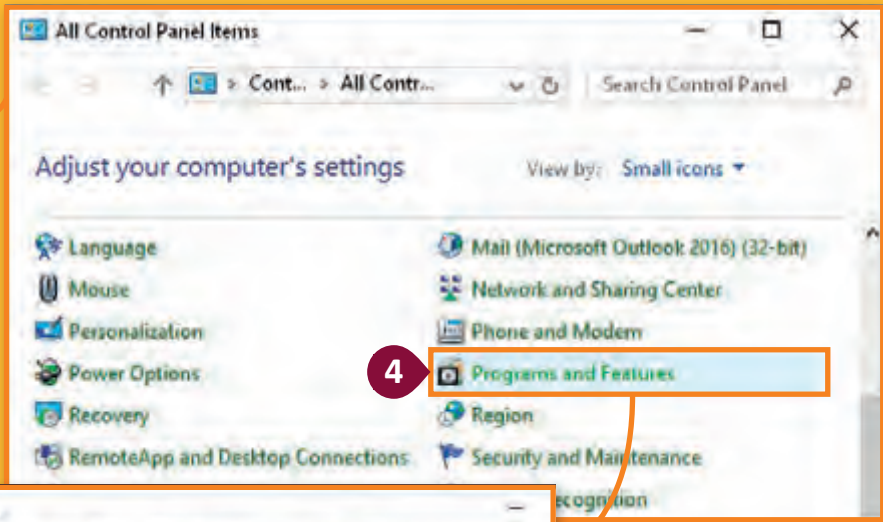 All Control Panel Items
Cont... > All Contr...
Search Control Panel
Adjust your computer's settings
View by: Small icons
Language
Mail (Microsoft Outlook 2016) (32-bit)
Mouse
Network and Sharing Center
Personalization
Phone and Modem
Power Options
4
Programs and Features
Recovery
Region
RemoteApp and Desktop Connections
Security and Maintenance